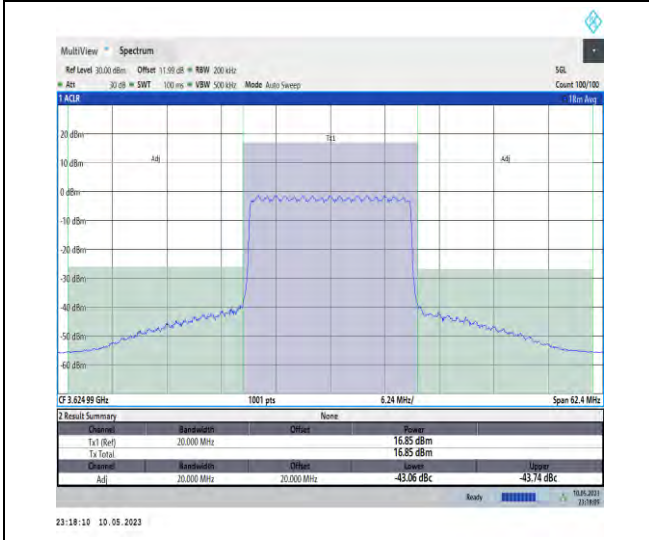 MultiView Spectrum
Ref Level 30.00 dBm Offset 11.99 dB RBW 200 kHz SGL
Att 30 dB SWT 100 ms VBW 500 kHz Mode Auto Sweep Count 100/100
1 ACLR 1Rm Avg
Tx1
20 dBm
Adj Adj
10 dBm
0 dBm
-10 dBm
-20 dBm
-30 dBm
-40 dBm
-50 dBm
-60 dBm
CF 3.62499 GHz 1001 pts 6.24 MHz/ Span 62.4 MHz
2 Result Summary None
Channel Bandwidth Offset Power
Tx1 (Ref) 20.000 MHz 16.85 dBm
Tx Total 16.85 dBm
Channel Bandwidth Offset Lower Upper
Adj 20.000 MHz 20.000 MHz -43.06 dBc -43.74 dBc
Ready 10.05.2023
23:18:09
23:18:10 10.05.2023